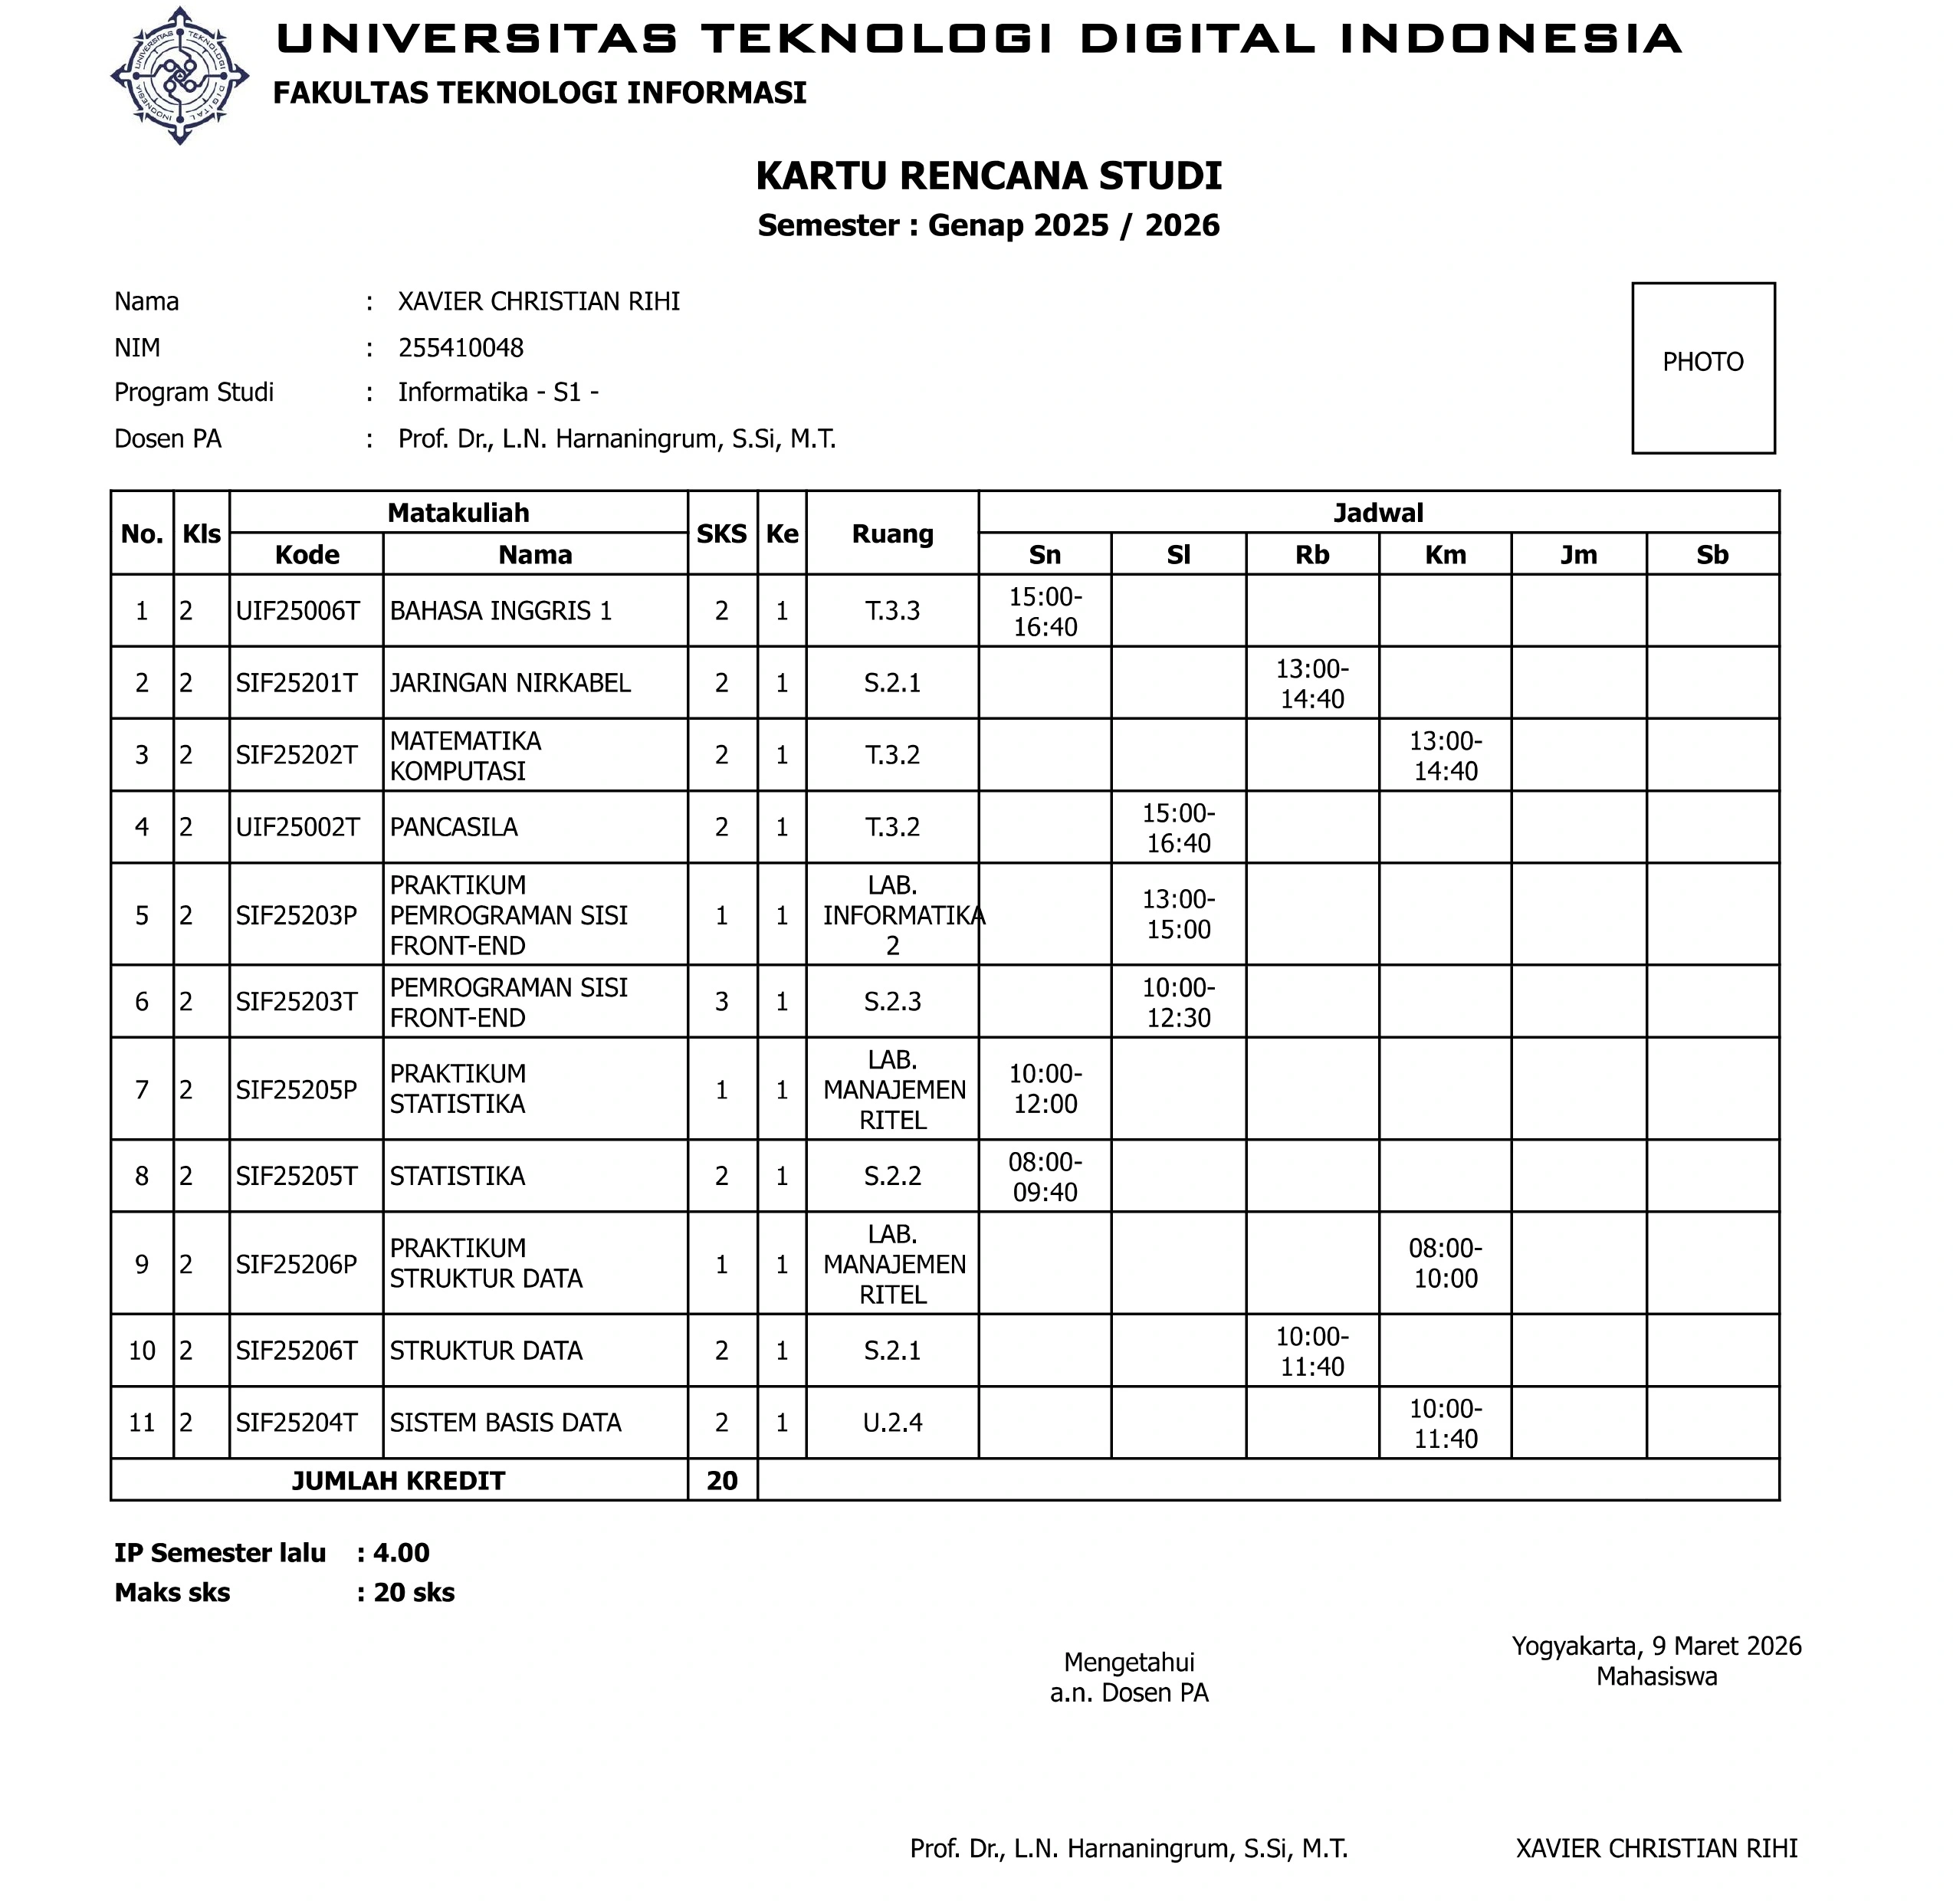 UNIVERSITAS TEKNOLOGI DIGITAL INDONESIA
FAKULTAS TEKNOLOGI INFORMASI
KARTU RENCANA STUDI
Semester : Genap 2025 / 2026
Nama : XAVIER CHRISTIAN RIHI
NIM : 255410048
Program Studi : Informatika - S1 -
Dosen PA : Prof. Dr., L.N. Harnaningrum, S.Si, M.T.
PHOTO
No. Kls Matakuliah SKS Ke Ruang Jadwal
Kode Nama Sn Sl Rb Km Jm Sb
1 2 UIF25006T BAHASA INGGRIS 1 2 1 T.3.3 15:00-
16:40
2 2 SIF25201T JARINGAN NIRKABEL 2 1 S.2.1 13:00-
14:40
3 2 SIF25202T MATEMATIKA
KOMPUTASI 2 1 T.3.2 13:00-
14:40
4 2 UIF25002T PANCASILA 2 1 T.3.2 15:00-
16:40
5 2 SIF25203P PRAKTIKUM
PEMROGRAMAN SISI
FRONT-END 1 1 LAB.
INFORMATIKA
2 13:00-
15:00
6 2 SIF25203T PEMROGRAMAN SISI
FRONT-END 3 1 S.2.3 10:00-
12:30
7 2 SIF25205P PRAKTIKUM
STATISTIKA 1 1 LAB.
MANAJEMEN
RITEL 10:00-
12:00
8 2 SIF25205T STATISTIKA 2 1 S.2.2 08:00-
09:40
9 2 SIF25206P PRAKTIKUM
STRUKTUR DATA 1 1 LAB.
MANAJEMEN
RITEL 08:00-
10:00
10 2 SIF25206T STRUKTUR DATA 2 1 S.2.1 10:00-
11:40
11 2 SIF25204T SISTEM BASIS DATA 2 1 U.2.4 10:00-
11:40
JUMLAH KREDIT 20
IP Semester lalu : 4.00
Maks sks : 20 sks
Yogyakarta, 9 Maret 2026
Mahasiswa
Mengetahui
a.n. Dosen PA
Prof. Dr., L.N. Harnaningrum, S.Si, M.T.
XAVIER CHRISTIAN RIHI
UNIVERSITAS TEKNOLOGI DIGITAL INDONESIA